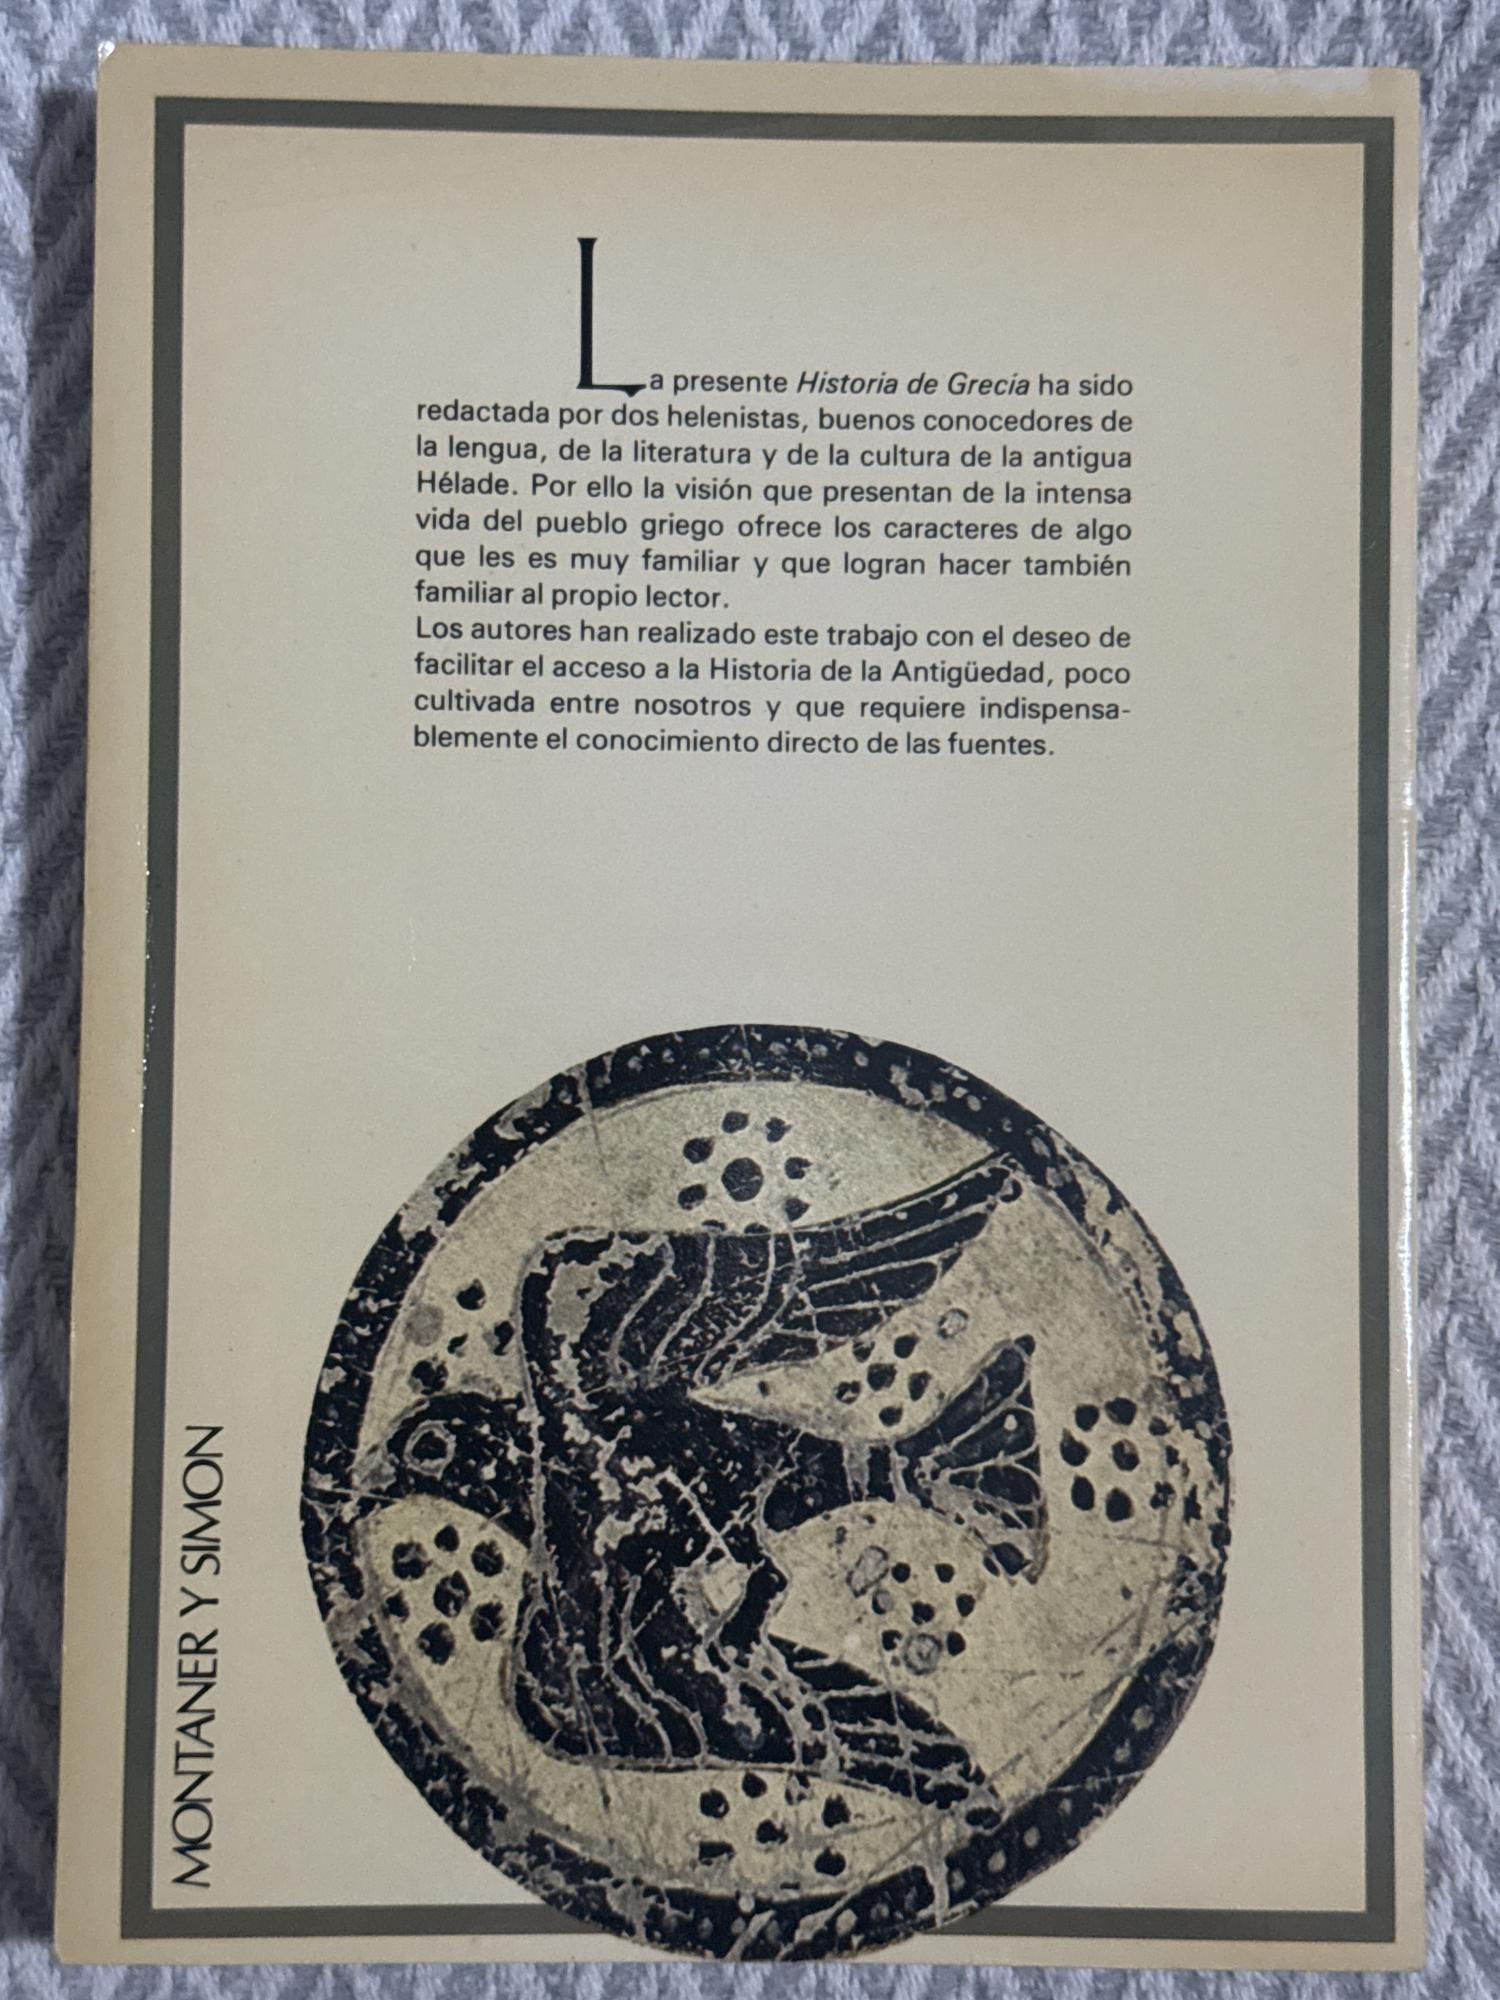 La presente Historia de Grecia ha sido
redactada por dos helenistas, buenos conocedores de
la lengua, de la literatura y de la cultura de la antigua
Hélade. Por ello la visión que presentan de la intensa
vida del pueblo griego ofrece los caracteres de algo
que les es muy familiar y que logran hacer también
familiar al propio lector.
Los autores han realizado este trabajo con el deseo de
facilitar el acceso a la Historia de la Antigüedad, poco
cultivada entre nosotros y que requiere indispensa-
blemente el conocimiento directo de las fuentes.
MONTANER Y SIMON